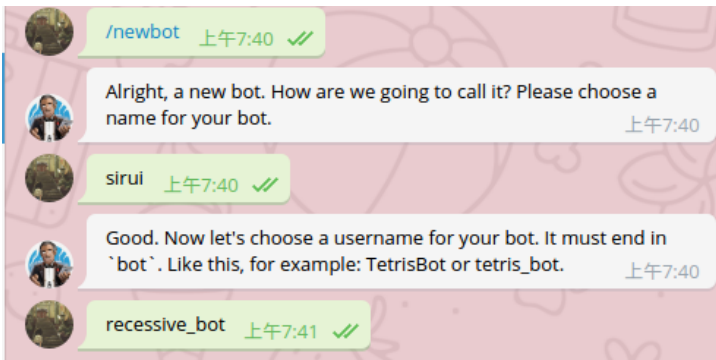 /newbot 上午7:40
Alright, a new bot. How are we going to call it? Please choose a
name for your bot. 上午7:40
sirui 上午7:40
Good. Now let's choose a username for your bot. It must end in
`bot`. Like this, for example: TetrisBot or tetris_bot. 上午7:40
recessive_bot 上午7:41